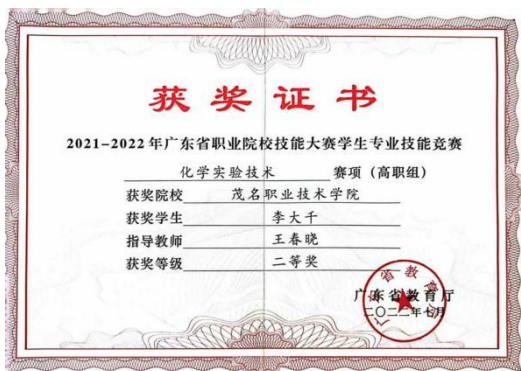 获奖证书
2021-2022年广东省职业院校技能大赛学生专业技能竞赛
化学实验技术 赛项（高职组）
获奖院校 茂名职业技术学院
获奖学生 李大千
指导教师 王春晓
获奖等级 二等奖
广东省教育厅
二〇二二年七月